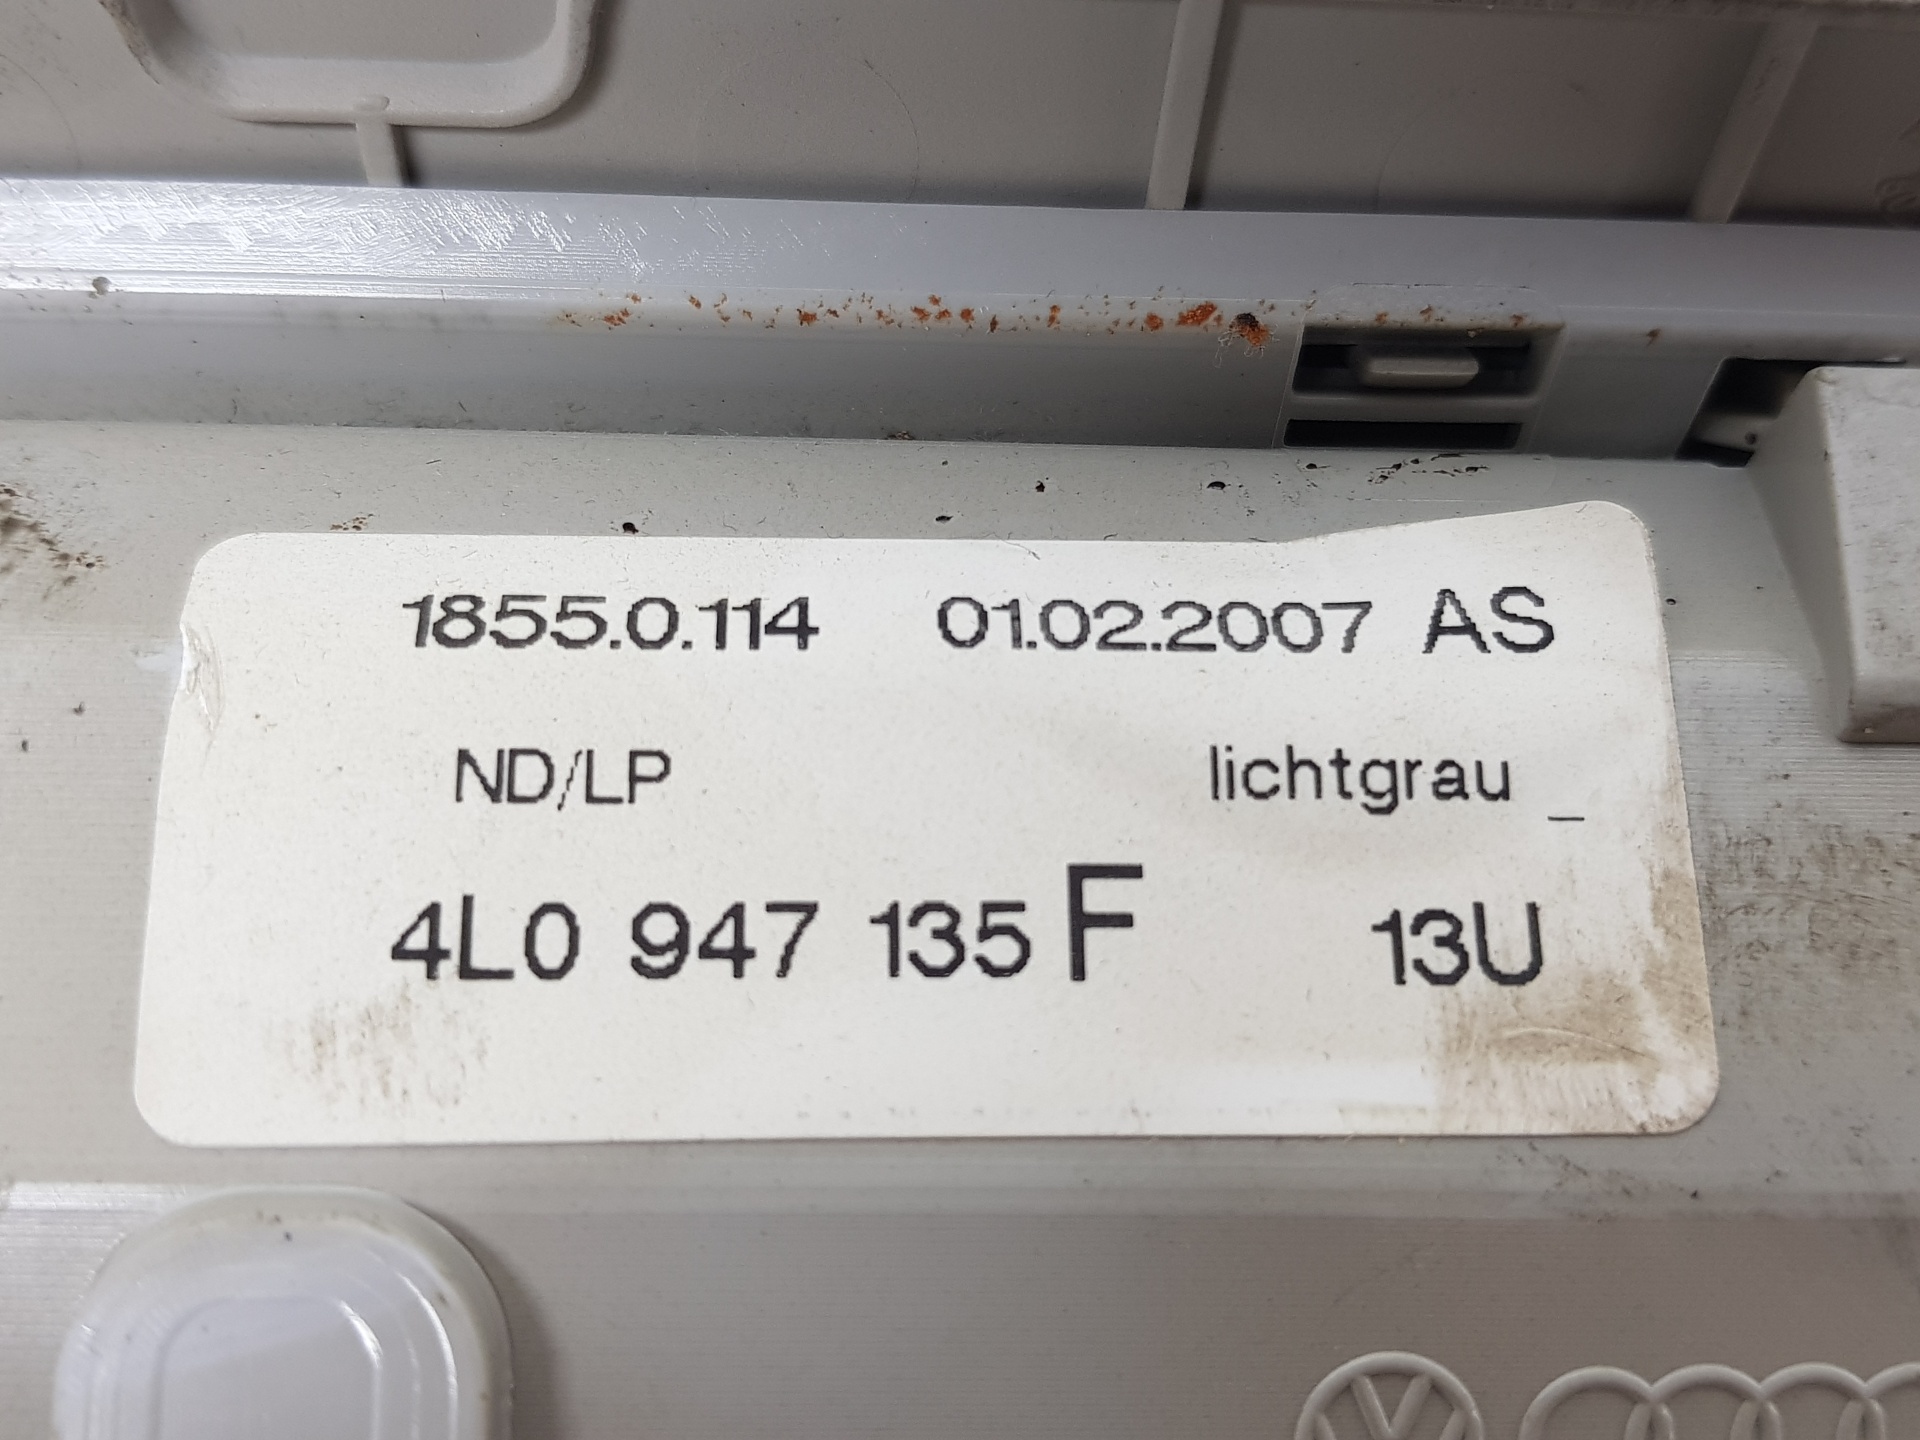 1855.0.114 01.02.2007 AS
ND/LP lichtgrau _
4L0 947 135 F 13U